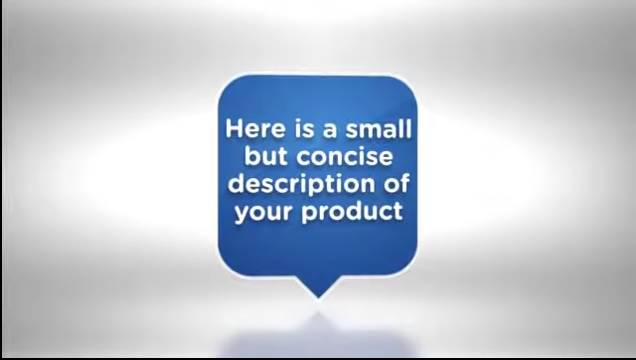 Here is a small
but concise
description of
your product